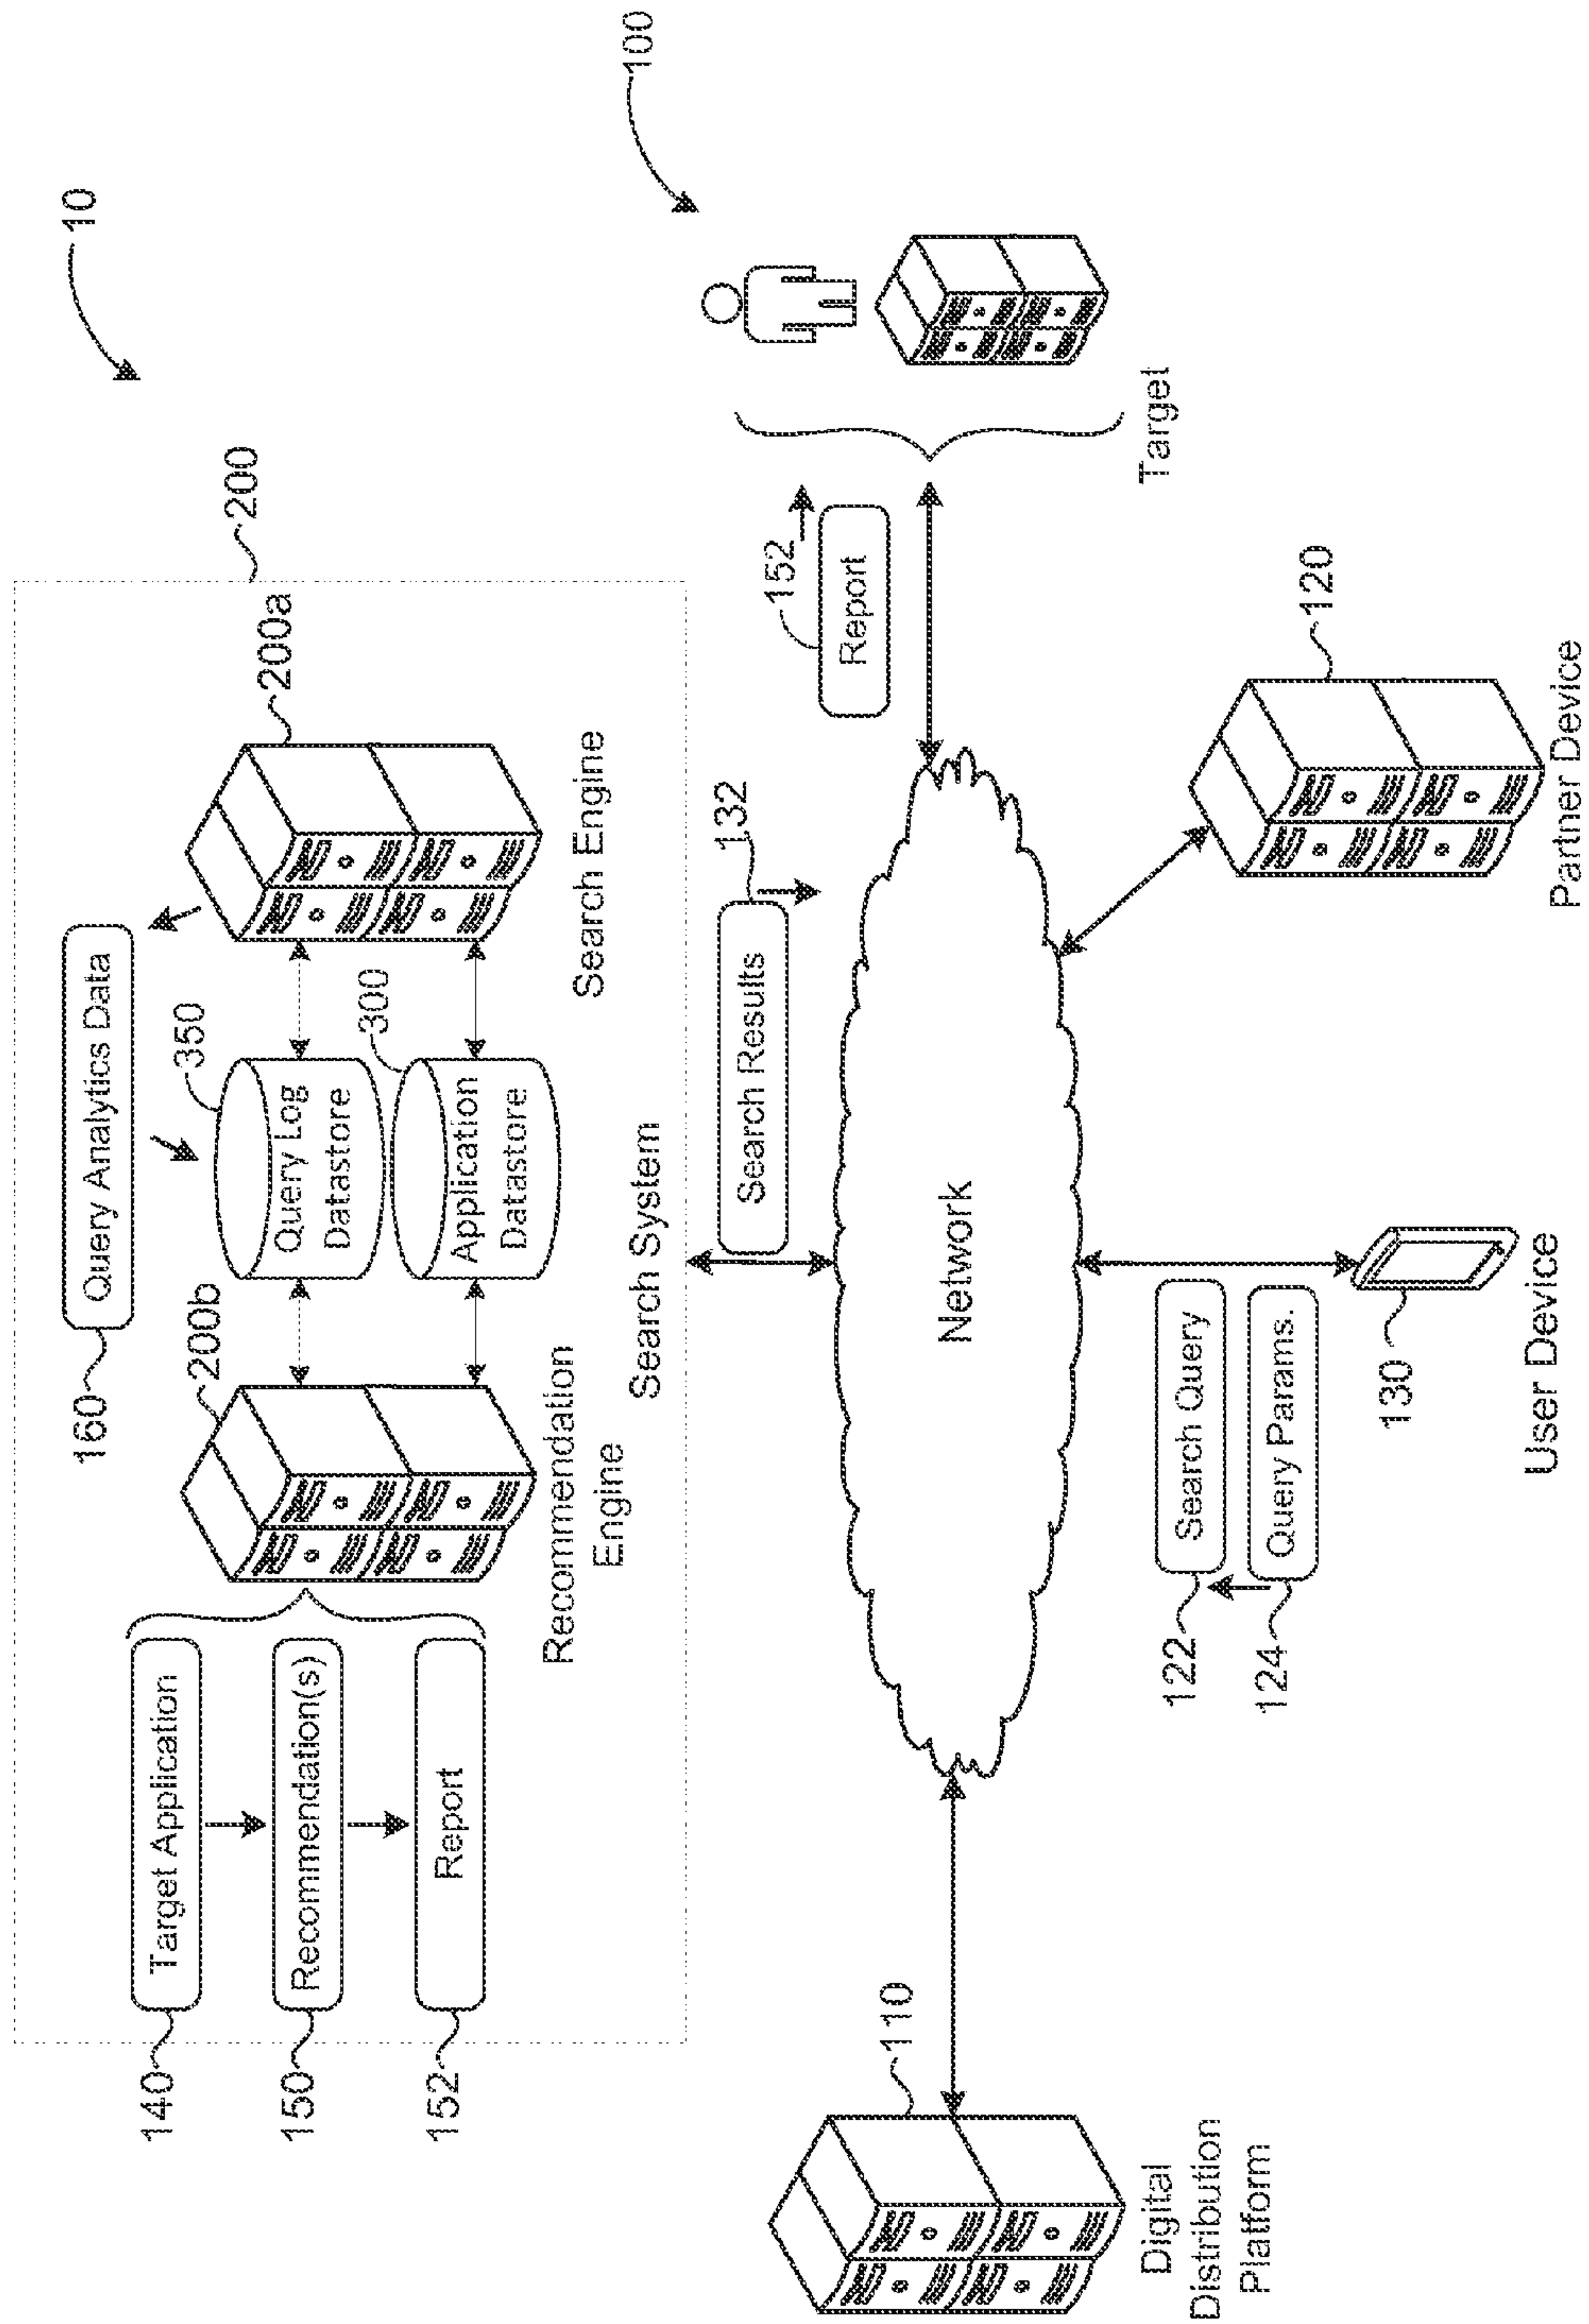 10
200
160
Query Analytics Data
200a
200b
350
140
Target Application
Query Log
Datastore
150
Recommendation(s)
300
Application
Datastore
152
Report
Recommendation
Engine
Search Engine
Search System
132
Search Results
100
152
Report
Target
110
Network
Digital
Distribution
Platform
122
Search Query
124
Query Params.
130
User Device
120
Partner Device